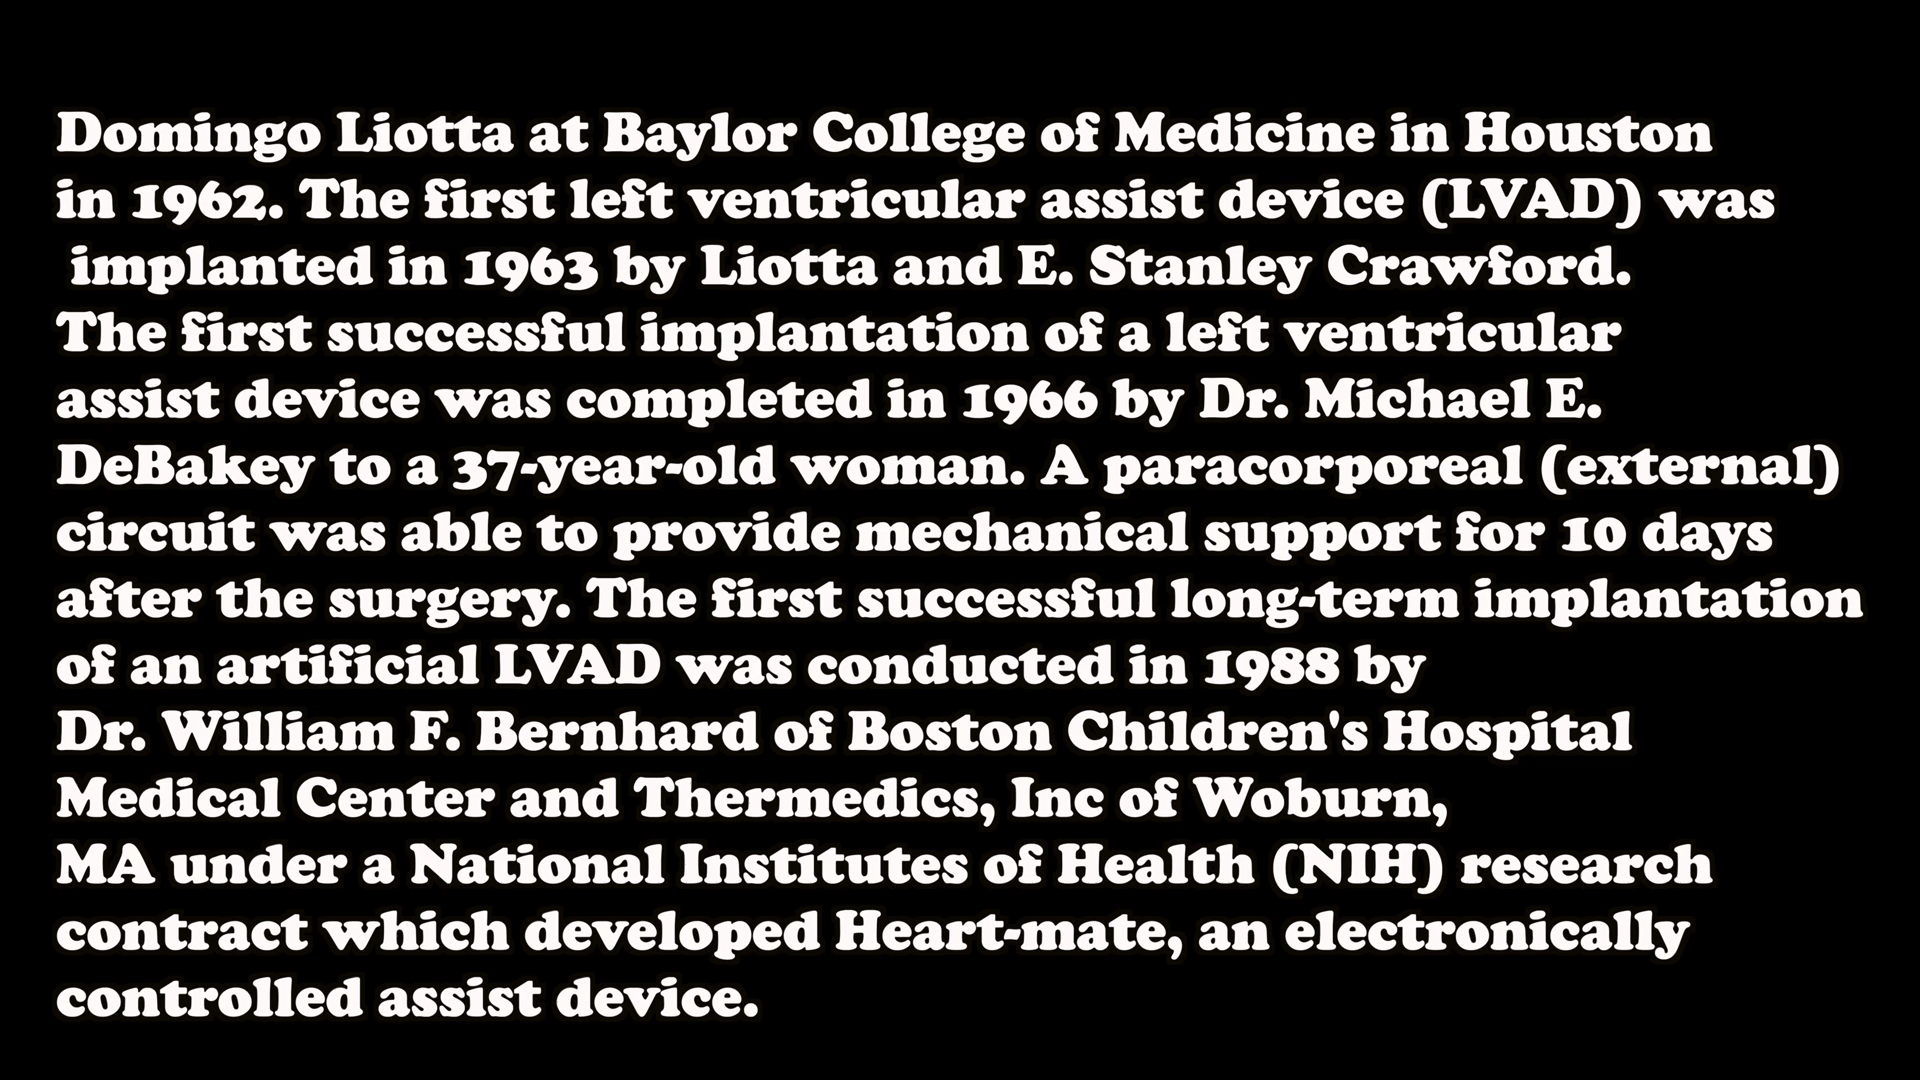 Domingo Liotta at Baylor College of Medicine in Houston
in 1962. The first left ventricular assist device (LVAD) was
implanted in 1963 by Liotta and E. Stanley Crawford.
The first successful implantation of a left ventricular
assist device was completed in 1966 by Dr. Michael E.
DeBakey to a 37-year-old woman. A paracorporeal (external)
circuit was able to provide mechanical support for 10 days
after the surgery. The first successful long-term implantation
of an artificial LVAD was conducted in 1988 by
Dr. William F. Bernhard of Boston Children's Hospital
Medical Center and Thermedics, Inc of Woburn,
MA under a National Institutes of Health (NIH) research
contract which developed Heart-mate, an electronically
controlled assist device.